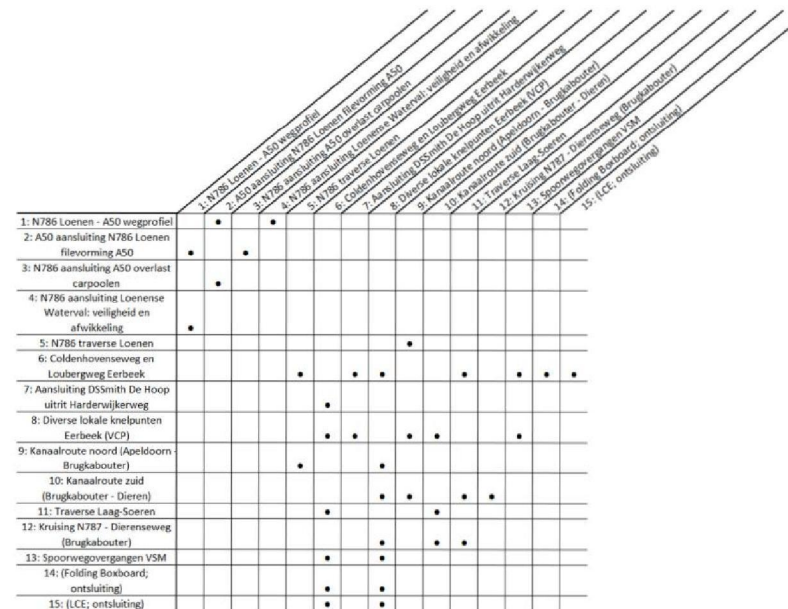 1: N786 Loenen - A50 wegprofiel
2: A50 aansluiting N786 Loenen filevorming A50
3: N786 aansluiting A50 overlast carpoolen
4: N786 aansluiting Loenense Waterval: veiligheid en afwikkeling
5: N786 traverse Loenen
6: Coldenhovenseweg en Loubergweg Eerbeek
7: Aansluiting DSSmith De Hoop uitrit Harderwijkerweg
8: Diverse lokale knelpunten Eerbeek (VCP)
9: Kanaalroute noord (Apeldoorn - Brugkabouter)
10: Kanaalroute zuid (Brugkabouter - Dieren)
11: Traverse Laag-Soeren
12: Kruising N787 - Dierenseweg (Brugkabouter)
13: Spoorwegovergangen VSM
14: (Folding Boxboard; ontsluiting)
15: (LCE; ontsluiting)
1: N786 Loenen - A50 wegprofiel
2: A50 aansluiting N786 Loenen
filevorming A50
3: N786 aansluiting A50 overlast
carpoolen
4: N786 aansluiting Loenense
Waterval: veiligheid en
afwikkeling
5: N786 traverse Loenen
6: Coldenhovenseweg en
Loubergweg Eerbeek
7: Aansluiting DSSmith De Hoop
uitrit Harderwijkerweg
8: Diverse lokale knelpunten
Eerbeek (VCP)
9: Kanaalroute noord (Apeldoorn -
Brugkabouter)
10: Kanaalroute zuid
(Brugkabouter - Dieren)
11: Traverse Laag-Soeren
12: Kruising N787 - Dierenseweg
(Brugkabouter)
13: Spoorwegovergangen VSM
14: (Folding Boxboard;
ontsluiting)
15: (LCE; ontsluiting)